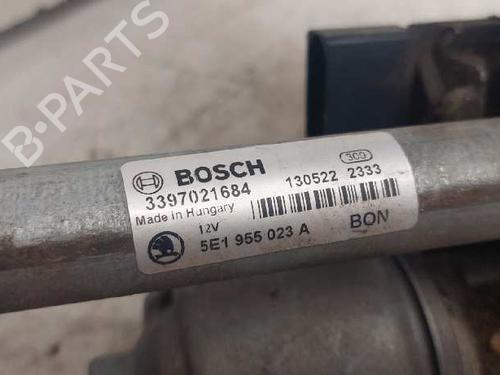 B-PARTS
BOSCH
300
3397021684
130522 2333
Made in Hungary
12V
5E1 955 023 A
BON